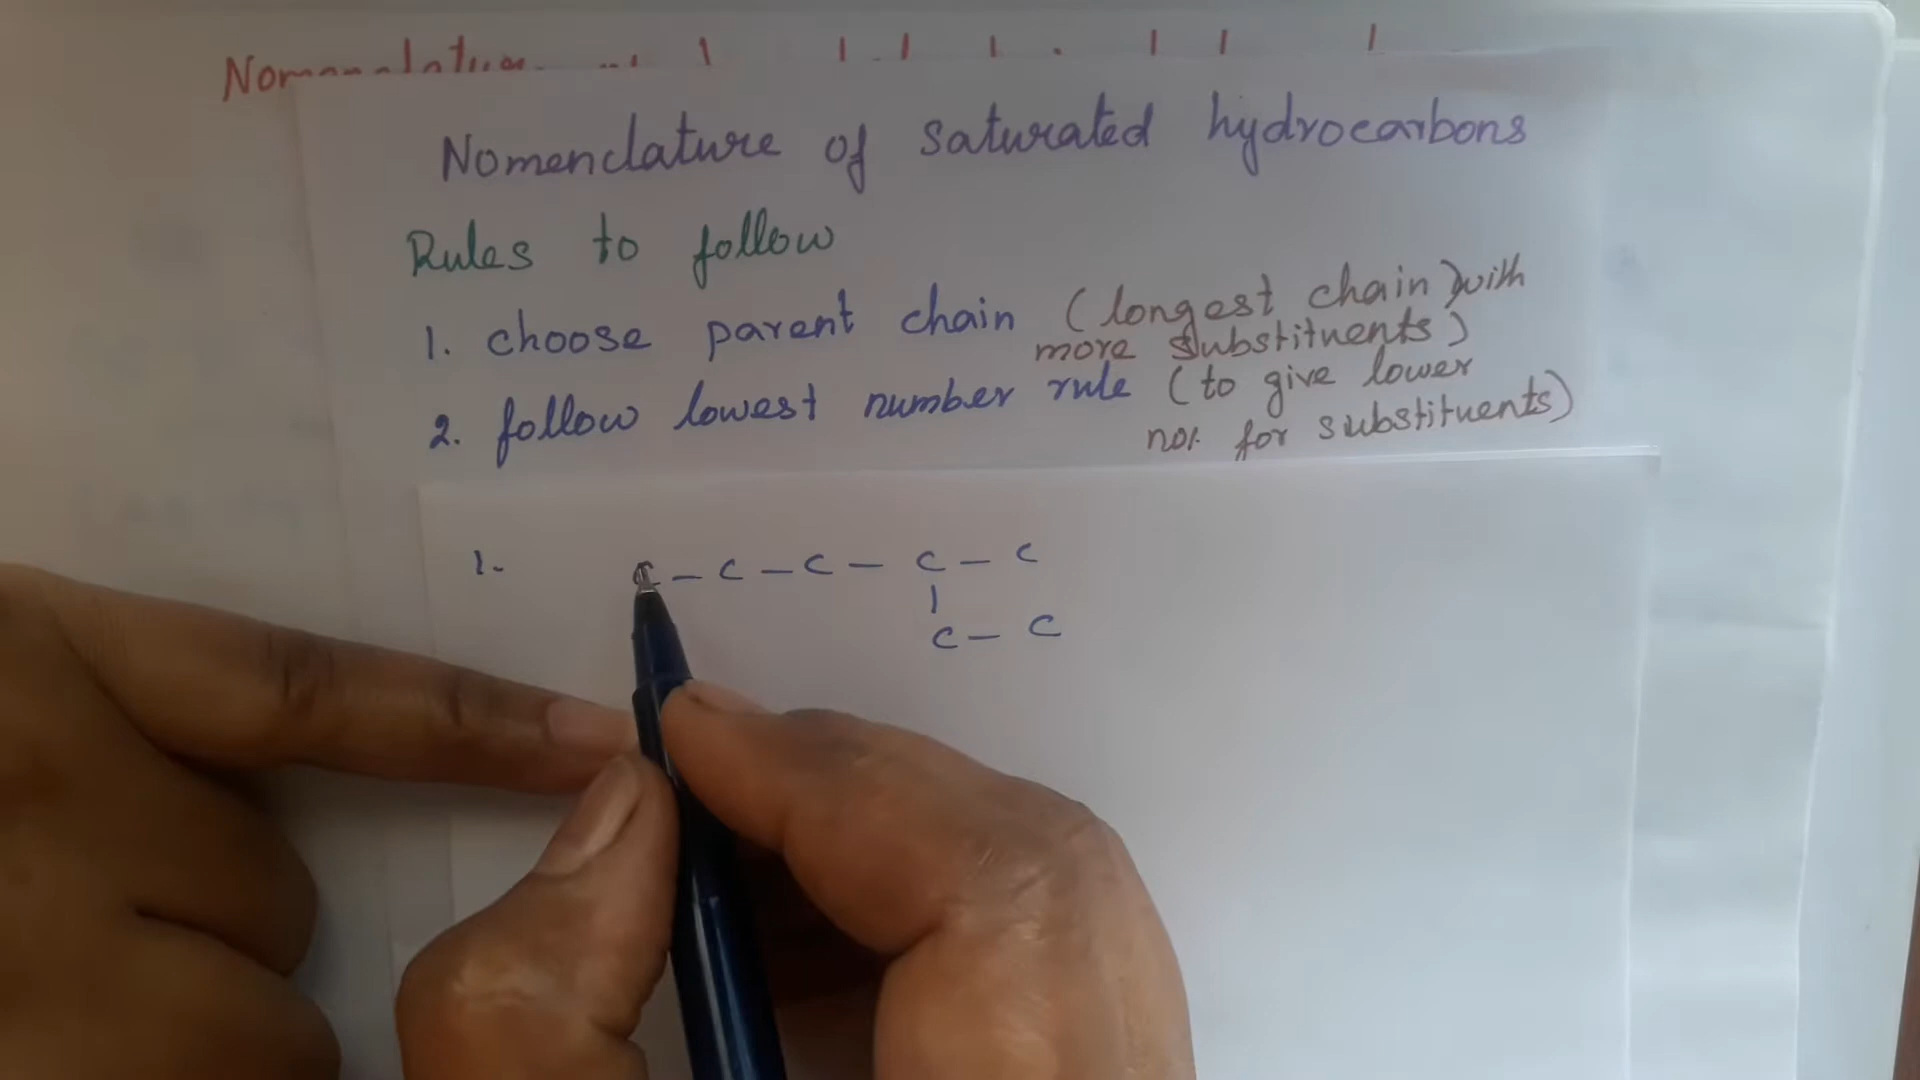 Nomenclature of saturated hydrocarbons
Rules to follow
1. choose parent chain (longest chain) with
more substituents)
2. follow lowest number rule (to give lower
no. for substituents)
1. C - C - C - C - C
|
C - C